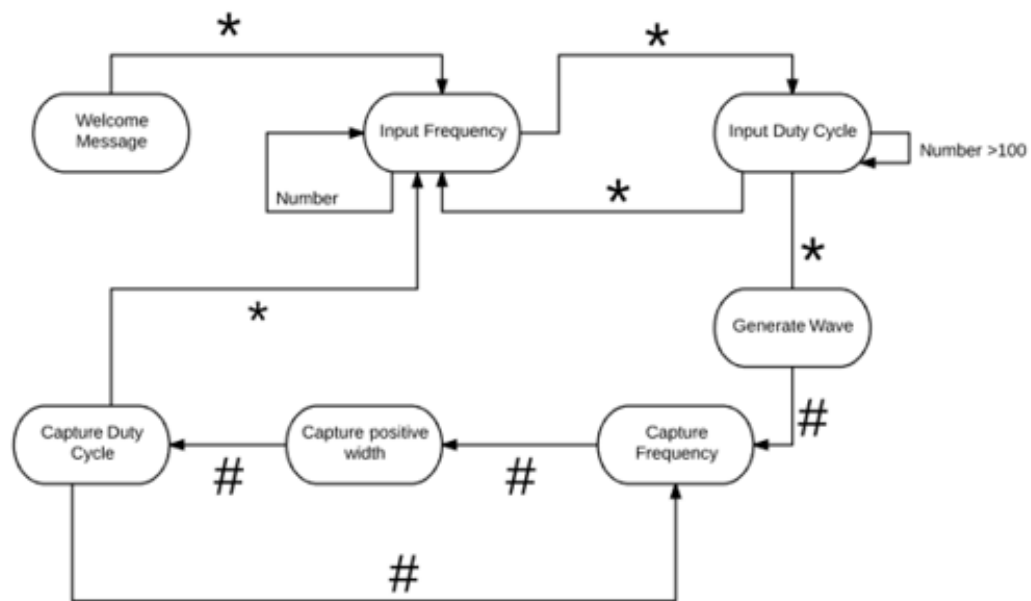 *
*
Welcome
Message
Input Frequency
Input Duty Cycle
Number >100
Number
*
*
*
Generate Wave
#
Capture Duty
Cycle
Capture positive
width
Capture
Frequency
#
#
#